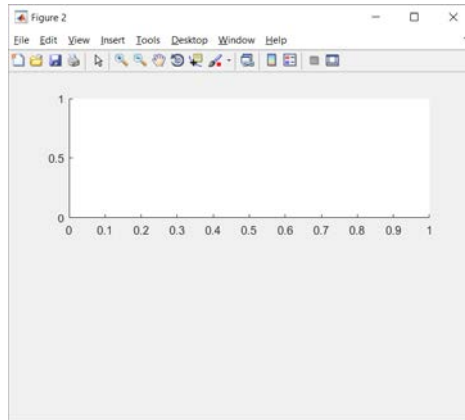 Figure 2
File Edit View Insert Tools Desktop Window Help
1
0.5
0
0 0.1 0.2 0.3 0.4 0.5 0.6 0.7 0.8 0.9 1